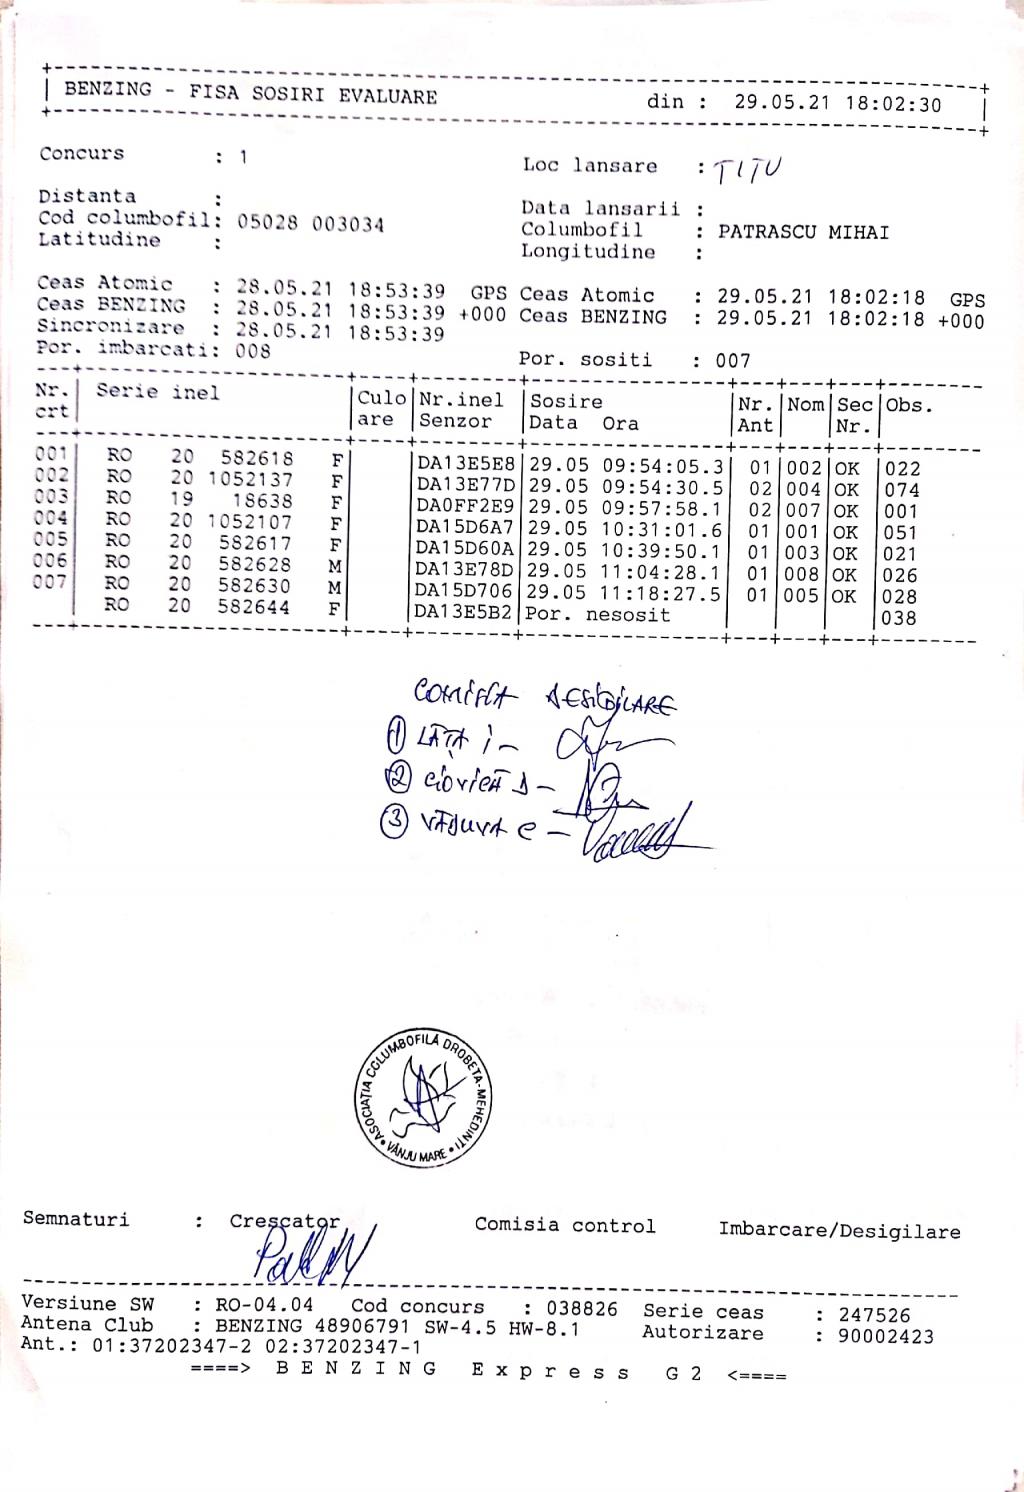 BENZING - FISA SOSIRI EVALUARE din : 29.05.21 18:02:30
Concurs : 1 Loc lansare : TITU
Distanta : Data lansarii :
Cod columbofil: 05028 003034 Columbofil : PATRASCU MIHAI
Latitudine : Longitudine :
Ceas Atomic : 28.05.21 18:53:39 GPS Ceas Atomic : 29.05.21 18:02:18 GPS
Ceas BENZING : 28.05.21 18:53:39 +000 Ceas BENZING : 29.05.21 18:02:18 +000
Sincronizare : 28.05.21 18:53:39
Por. imbarcati: 008 Por. sositi : 007
Nr. Serie inel Culo Nr.inel Sosire Nr. Nom Sec Obs.
crt are Senzor Data Ora Ant Nr.
001 RO 20 582618 F DA13E5E8 29.05 09:54:05.3 01 002 OK 022
002 RO 20 1052137 F DA13E77D 29.05 09:54:30.5 02 004 OK 074
003 RO 19 18638 F DA0FF2E9 29.05 09:57:58.1 02 007 OK 001
004 RO 20 1052107 F DA15D6A7 29.05 10:31:01.6 01 001 OK 051
005 RO 20 582617 F DA15D60A 29.05 10:39:50.1 01 003 OK 021
006 RO 20 582628 M DA13E78D 29.05 11:04:28.1 01 008 OK 026
007 RO 20 582630 M DA15D706 29.05 11:18:27.5 01 005 OK 028
RO 20 582644 F DA13E5B2 Por. nesosit 038
COMISIA DESIGILARE
① LĂȚA I –
② CIOVICĂ D –
③ VĂDUVA C –
ASOCIAȚIA COLUMBOFILĂ DROBETA-MEHEDINȚI • VÂNJU MARE •
Semnaturi : Crescator Comisia control Imbarcare/Desigilare
Versiune SW : RO-04.04 Cod concurs : 038826 Serie ceas : 247526
Antena Club : BENZING 48906791 SW-4.5 HW-8.1 Autorizare : 90002423
Ant.: 01:37202347-2 02:37202347-1
====> B E N Z I N G E x p r e s s G 2 <====